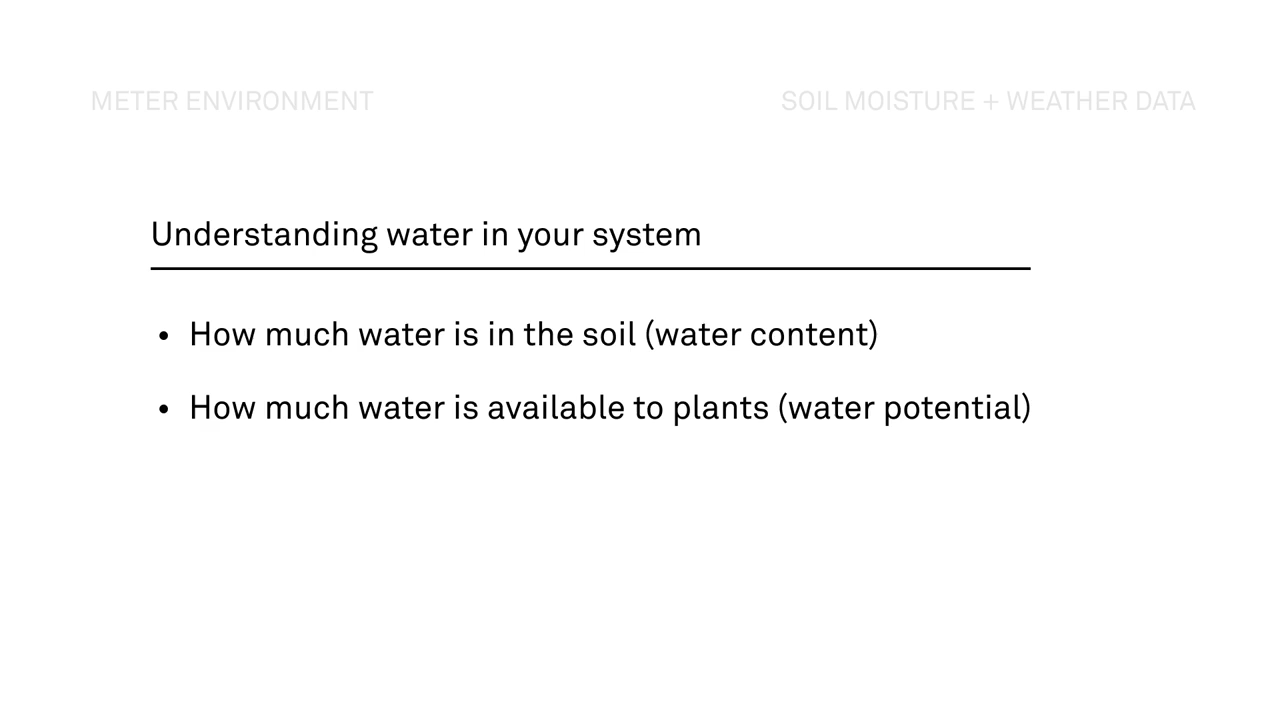 METER ENVIRONMENT
SOIL MOISTURE + WEATHER DATA
Understanding water in your system
• How much water is in the soil (water content)
• How much water is available to plants (water potential)